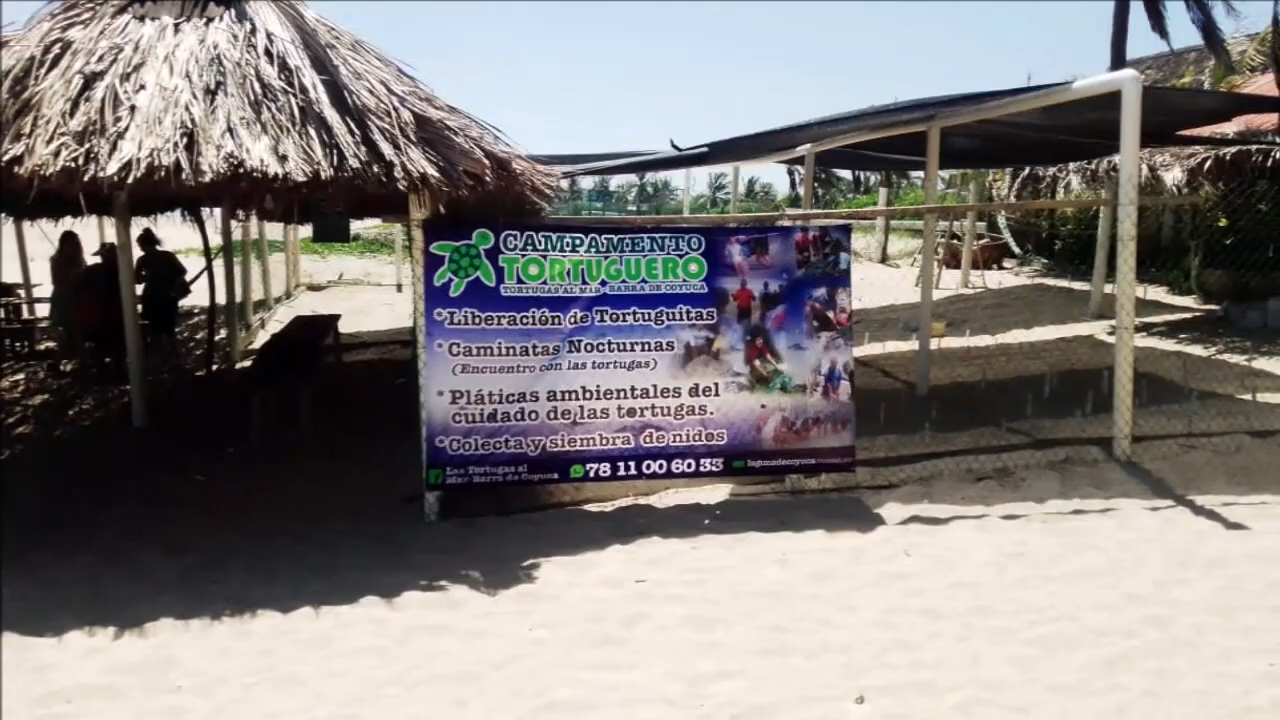 CAMPAMENTO
TORTUGUERO
TORTUGAS AL MAR - BARRA DE COYUCA
*Liberación de Tortuguitas
*Caminatas Nocturnas
(Encuentro con las tortugas)
*Pláticas ambientales del
cuidado de las tortugas.
*Colecta y siembra de nidos
Las Tortugas al
Mar Barra de Coyuca
78 11 00 60 33